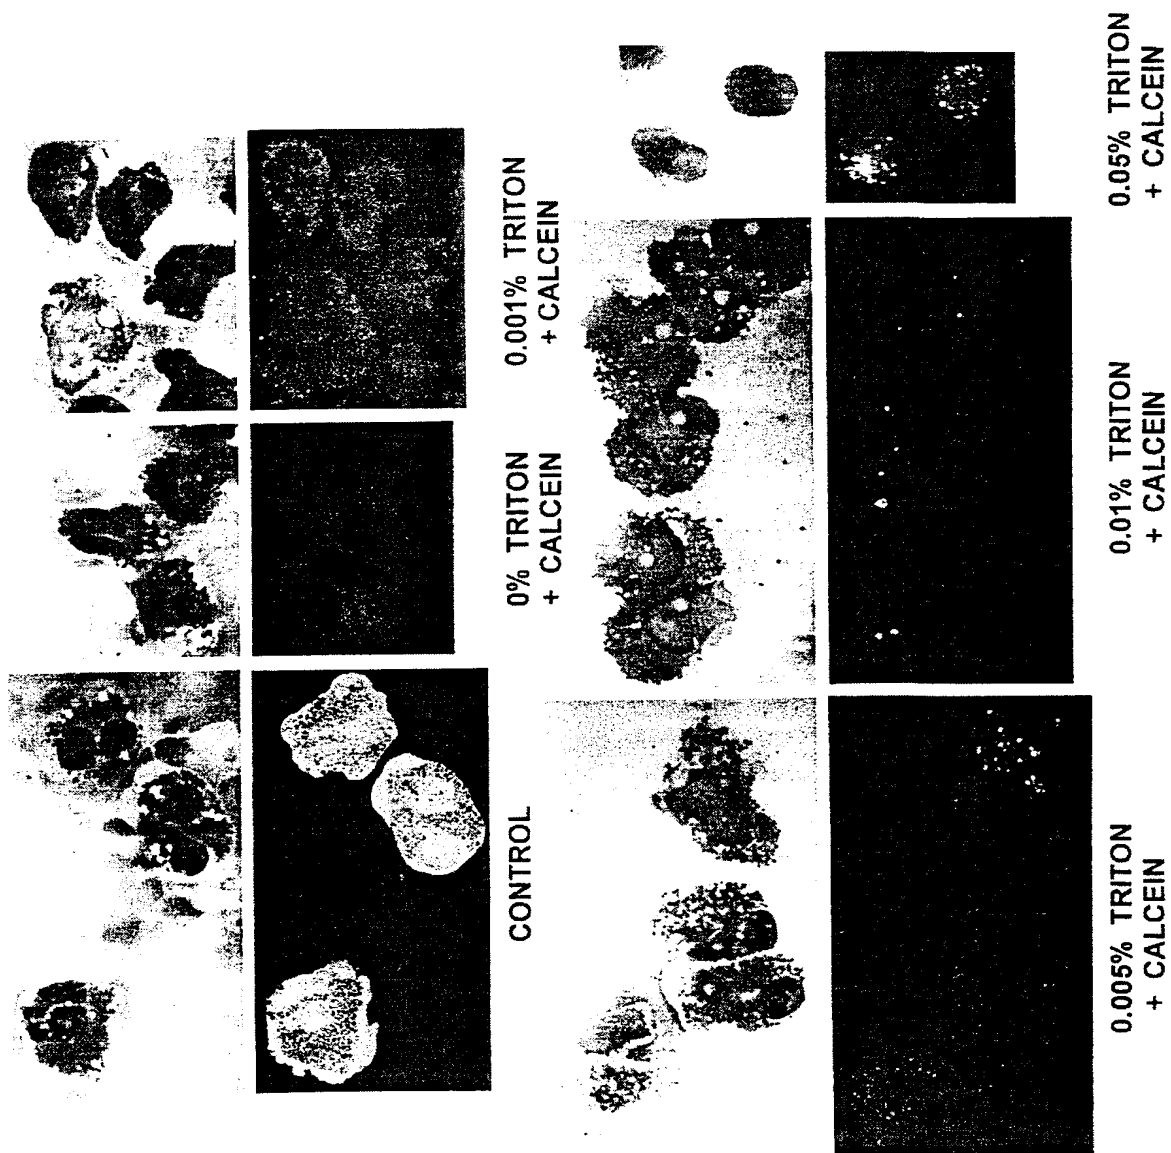 CONTROL
0% TRITON
+ CALCEIN
0.001% TRITON
+ CALCEIN
0.005% TRITON
+ CALCEIN
0.01% TRITON
+ CALCEIN
0.05% TRITON
+ CALCEIN